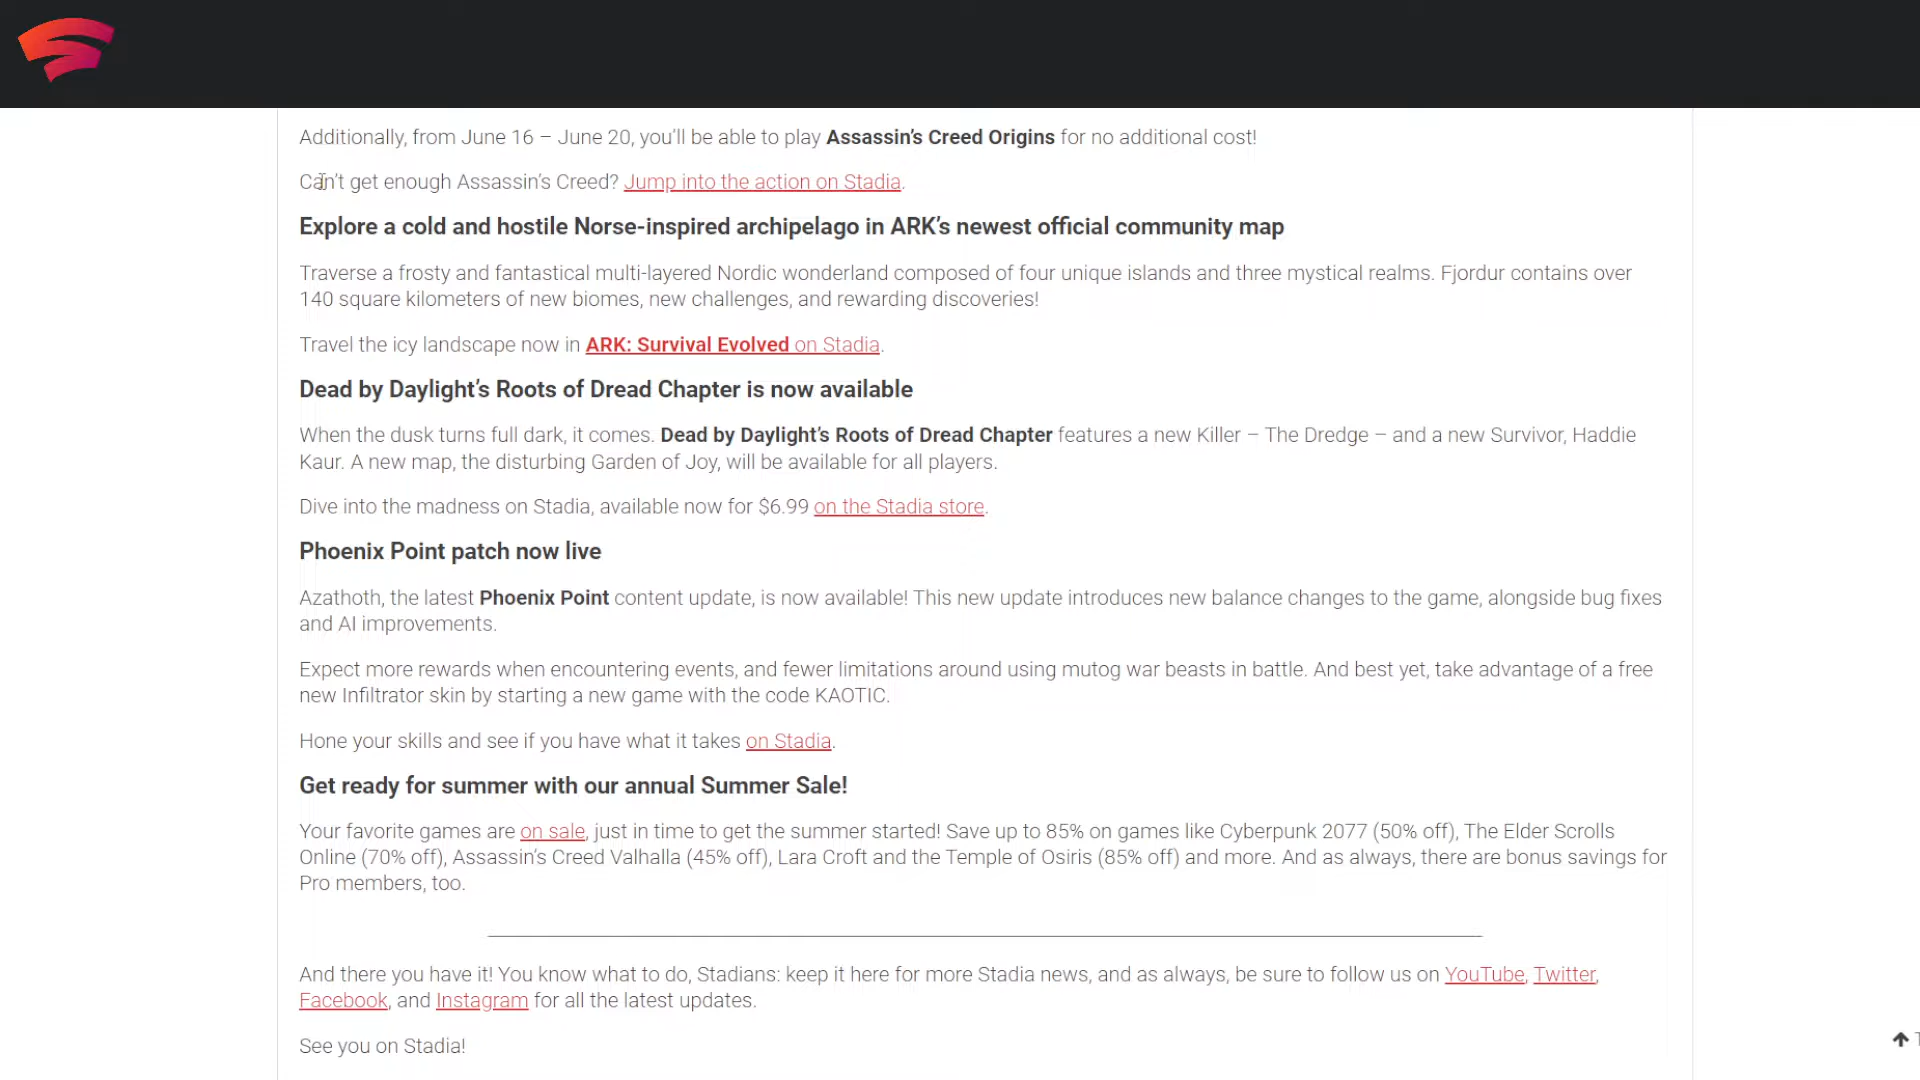 Additionally, from June 16 – June 20, you'll be able to play Assassin's Creed Origins for no additional cost!
Can't get enough Assassin's Creed? Jump into the action on Stadia.
Explore a cold and hostile Norse-inspired archipelago in ARK's newest official community map
Traverse a frosty and fantastical multi-layered Nordic wonderland composed of four unique islands and three mystical realms. Fjordur contains over
140 square kilometers of new biomes, new challenges, and rewarding discoveries!
Travel the icy landscape now in ARK: Survival Evolved on Stadia.
Dead by Daylight's Roots of Dread Chapter is now available
When the dusk turns full dark, it comes. Dead by Daylight's Roots of Dread Chapter features a new Killer – The Dredge – and a new Survivor, Haddie
Kaur. A new map, the disturbing Garden of Joy, will be available for all players.
Dive into the madness on Stadia, available now for $6.99 on the Stadia store.
Phoenix Point patch now live
Azathoth, the latest Phoenix Point content update, is now available! This new update introduces new balance changes to the game, alongside bug fixes
and AI improvements.
Expect more rewards when encountering events, and fewer limitations around using mutog war beasts in battle. And best yet, take advantage of a free
new Infiltrator skin by starting a new game with the code KAOTIC.
Hone your skills and see if you have what it takes on Stadia.
Get ready for summer with our annual Summer Sale!
Your favorite games are on sale, just in time to get the summer started! Save up to 85% on games like Cyberpunk 2077 (50% off), The Elder Scrolls
Online (70% off), Assassin's Creed Valhalla (45% off), Lara Croft and the Temple of Osiris (85% off) and more. And as always, there are bonus savings for
Pro members, too.
And there you have it! You know what to do, Stadians: keep it here for more Stadia news, and as always, be sure to follow us on YouTube, Twitter,
Facebook, and Instagram for all the latest updates.
See you on Stadia!